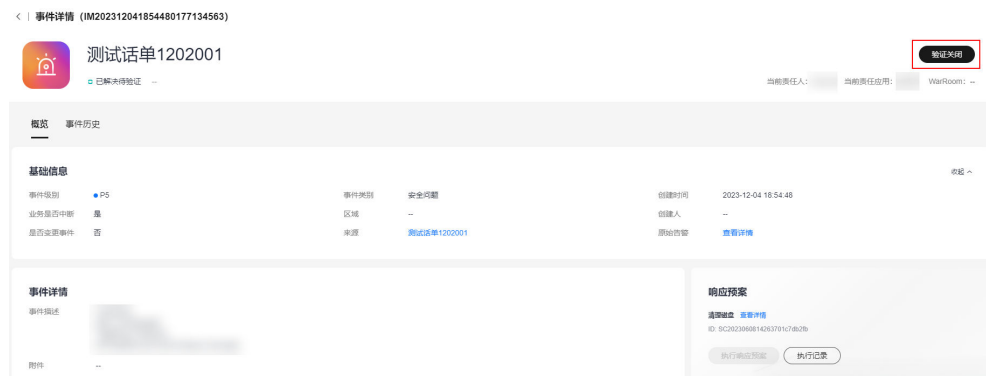 < | 事件详情（IM202312041854480177134563）
测试话单1202001
验证关闭
已解决待验证 --
当前责任人： 当前责任应用： WarRoom： --
概览 事件历史
基础信息
收起
事件级别 P5 事件类别 安全问题 创建时间 2023-12-04 18:54:48
业务是否中断 是 区域 -- 创建人 --
是否变更事件 否 来源 测试话单1202001 原始告警 查看详情
事件详情
事件描述
附件 --
响应预案
清理磁盘 查看详情
ID: SC2023060814263701c7db2fb
执行响应预案 执行记录